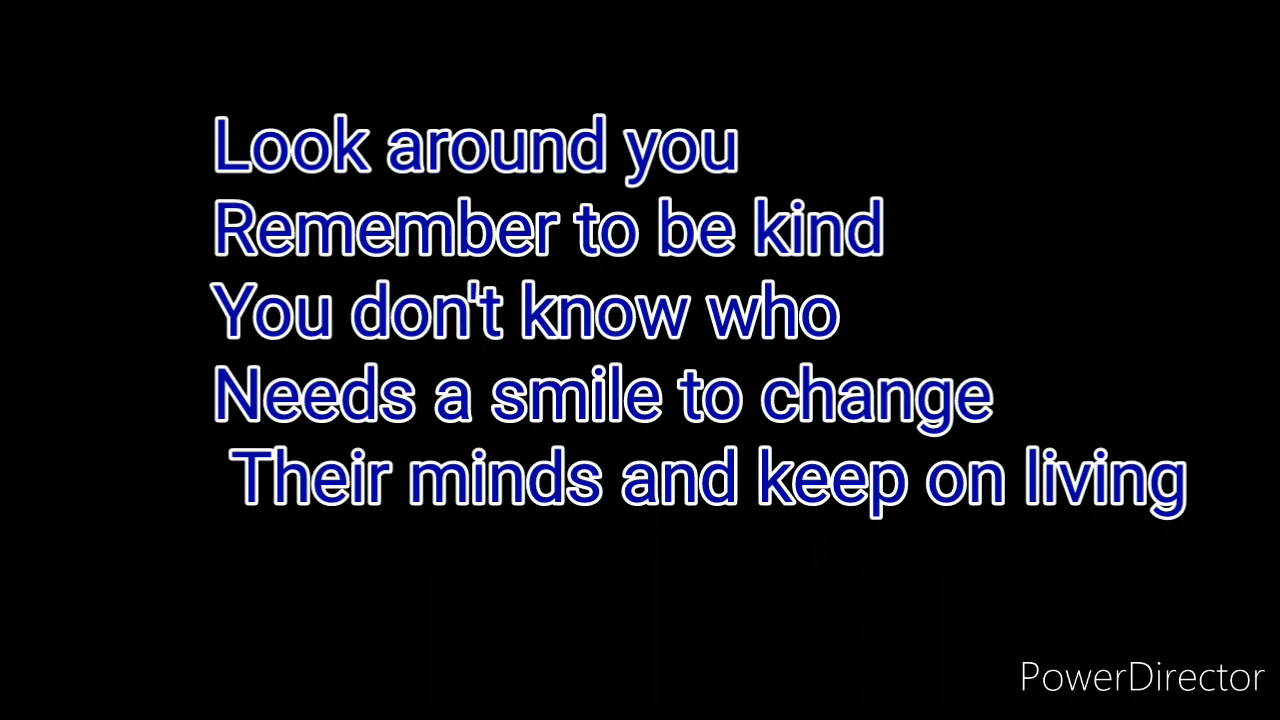 Look around you
Remember to be kind
You don't know who
Needs a smile to change
Their minds and keep on living
PowerDirector